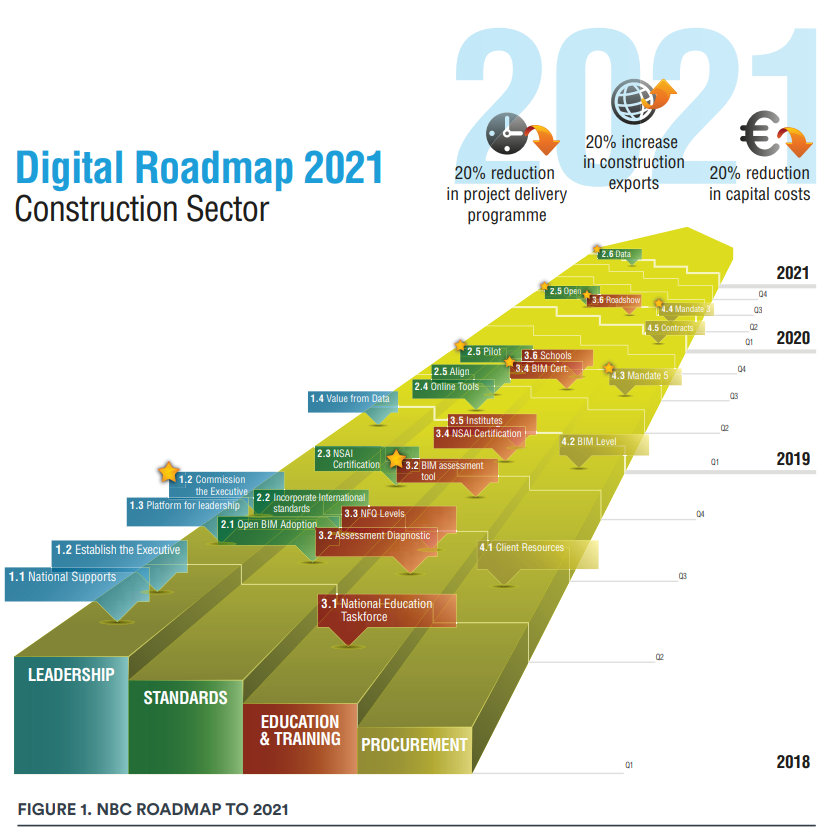 2021
20% reduction
in project delivery
programme
20% increase
in construction
exports
20% reduction
in capital costs
Digital Roadmap 2021
Construction Sector
2.6 Data
2021
2.5 Open
3.6 Roadshow
Q4
4.4 Mandate 3
Q3
4.5 Contracts
Q2
2020
Q1
2.5 Pilot
3.6 Schools
2.5 Align
3.4 BIM Cert.
4.3 Mandate 5
Q4
2.4 Online Tools
1.4 Value from Data
Q3
3.5 Institutes
3.4 NSAI Certification
Q2
4.2 BIM Level
2.3 NSAI
Certification
3.2 BIM assessment
tool
Q1
2019
1.2 Commission
the Executive
2.2 Incorporate International
standards
1.3 Platform for leadership
3.3 NFQ Levels
Q4
2.1 Open BIM Adoption
3.2 Assessment Diagnostic
1.2 Establish the Executive
4.1 Client Resources
1.1 National Supports
Q3
3.1 National Education
Taskforce
Q2
LEADERSHIP
STANDARDS
EDUCATION
& TRAINING
PROCUREMENT
Q1
2018
FIGURE 1. NBC ROADMAP TO 2021